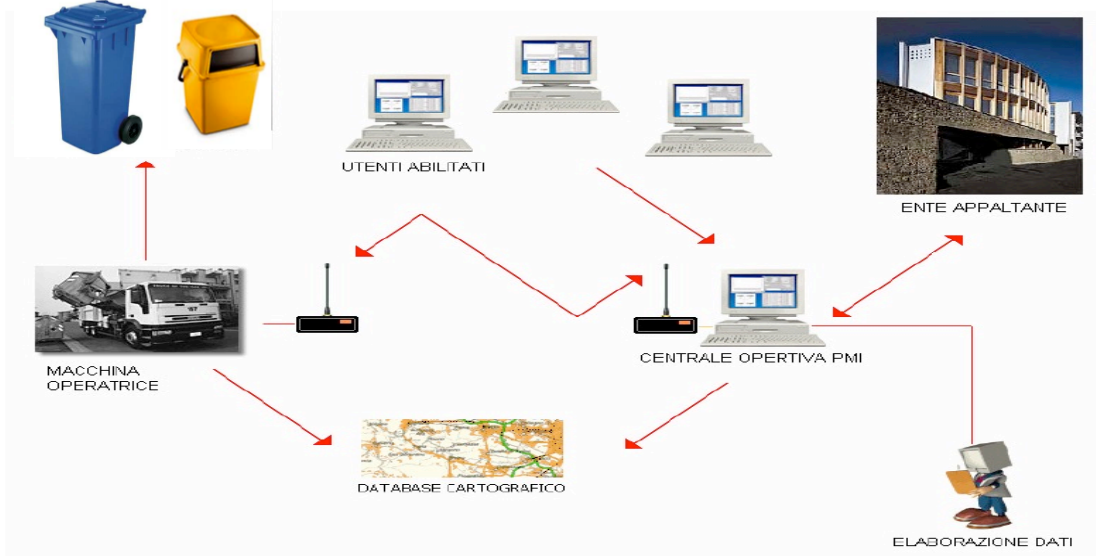 UTENTI ABILITATI
ENTE APPALTANTE
MACCHINA
OPERATRICE
CENTRALE OPERTIVA PMI
DATABASE CARTOGRAFICO
ELABORAZIONE DATI